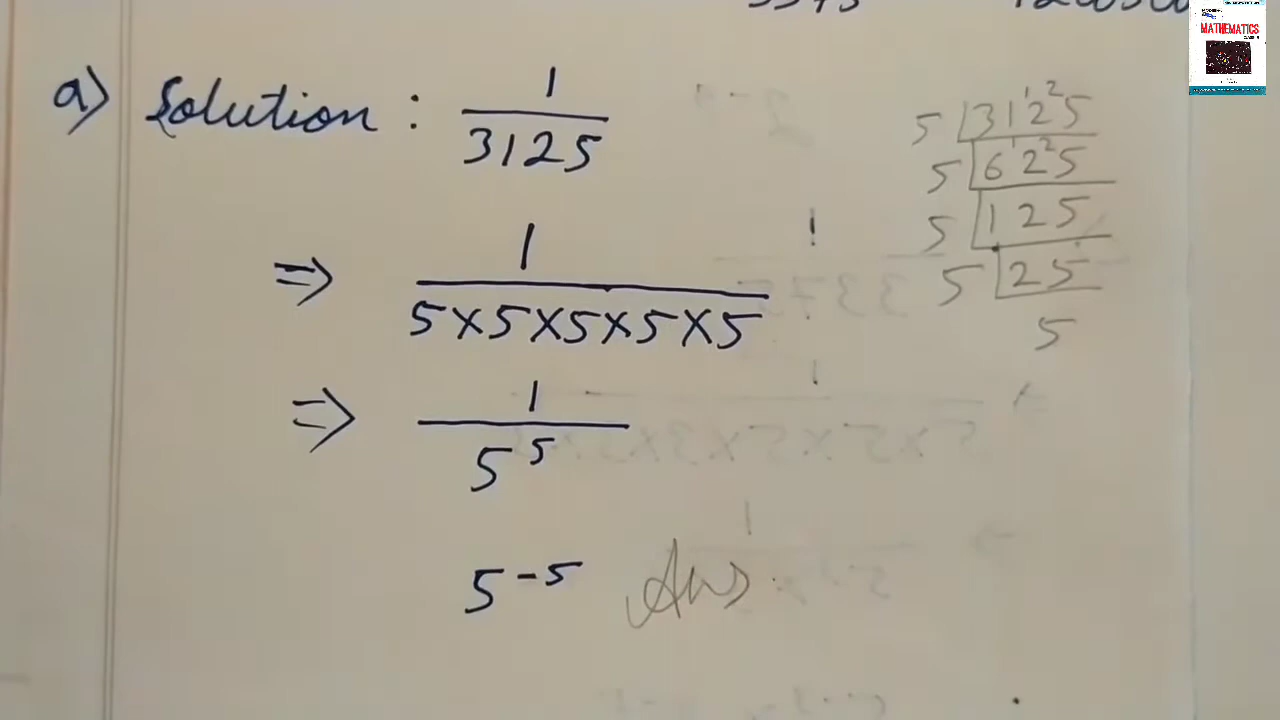 a) Solution : 1/3125
5 | 3125
5 | 625
5 | 125
5 | 25
5
⇒ 1/5×5×5×5×5
⇒ 1/5^5
5^-5 Ans
MATHEMATICS